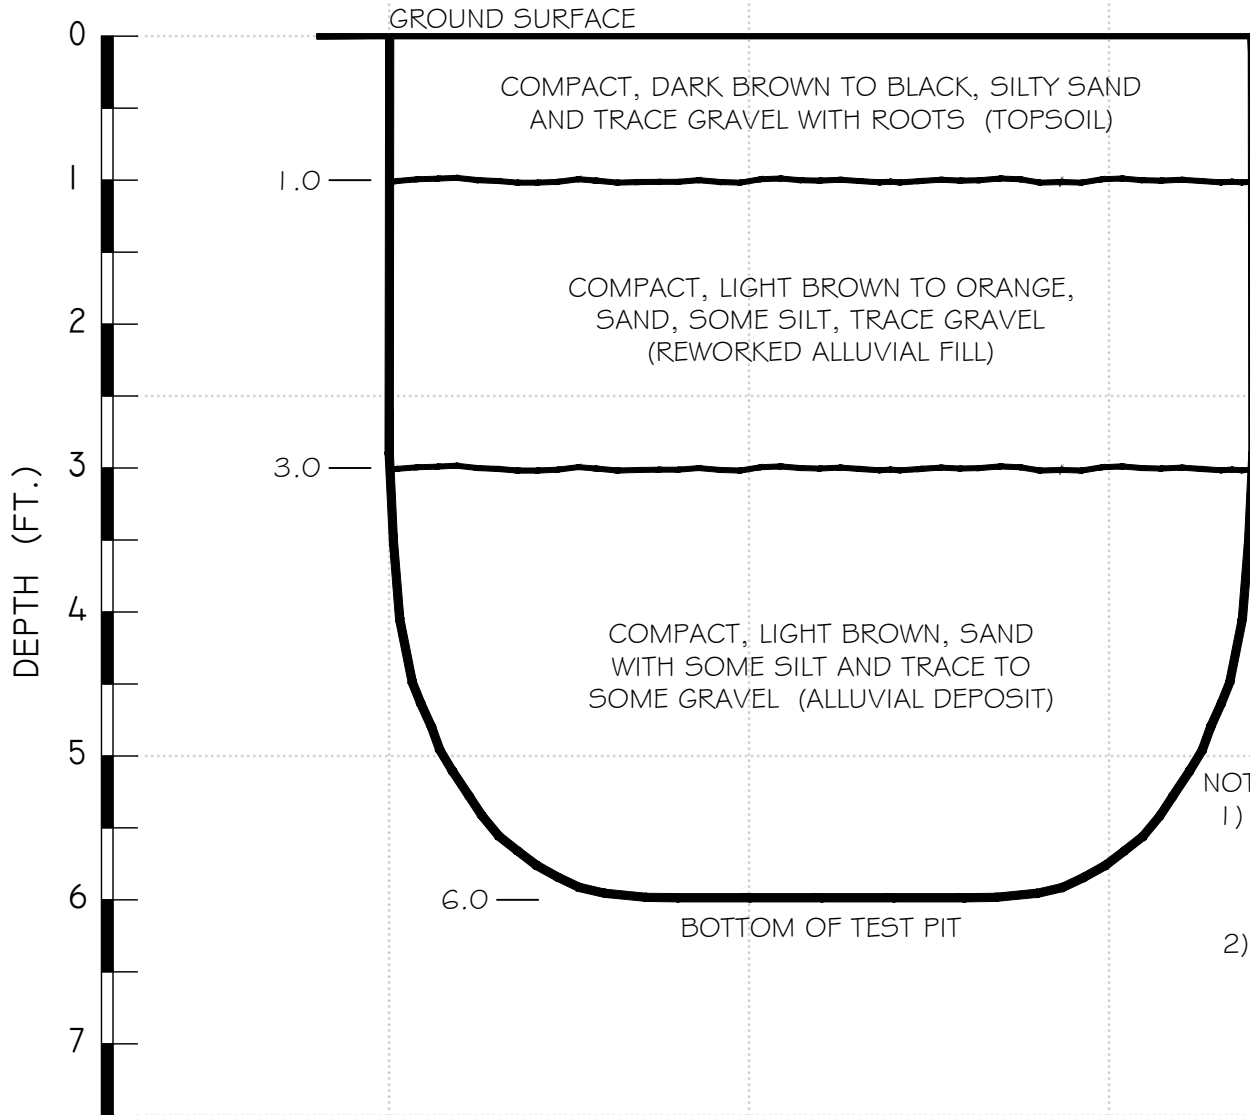 GROUND SURFACE
0
COMPACT, DARK BROWN TO BLACK, SILTY SAND
AND TRACE GRAVEL WITH ROOTS (TOPSOIL)
1
1.0
COMPACT, LIGHT BROWN TO ORANGE,
SAND, SOME SILT, TRACE GRAVEL
(REWORKED ALLUVIAL FILL)
2
3
3.0
DEPTH (FT.)
4
COMPACT, LIGHT BROWN, SAND
WITH SOME SILT AND TRACE TO
SOME GRAVEL (ALLUVIAL DEPOSIT)
5
NOT
1)
6
6.0
BOTTOM OF TEST PIT
2)
7